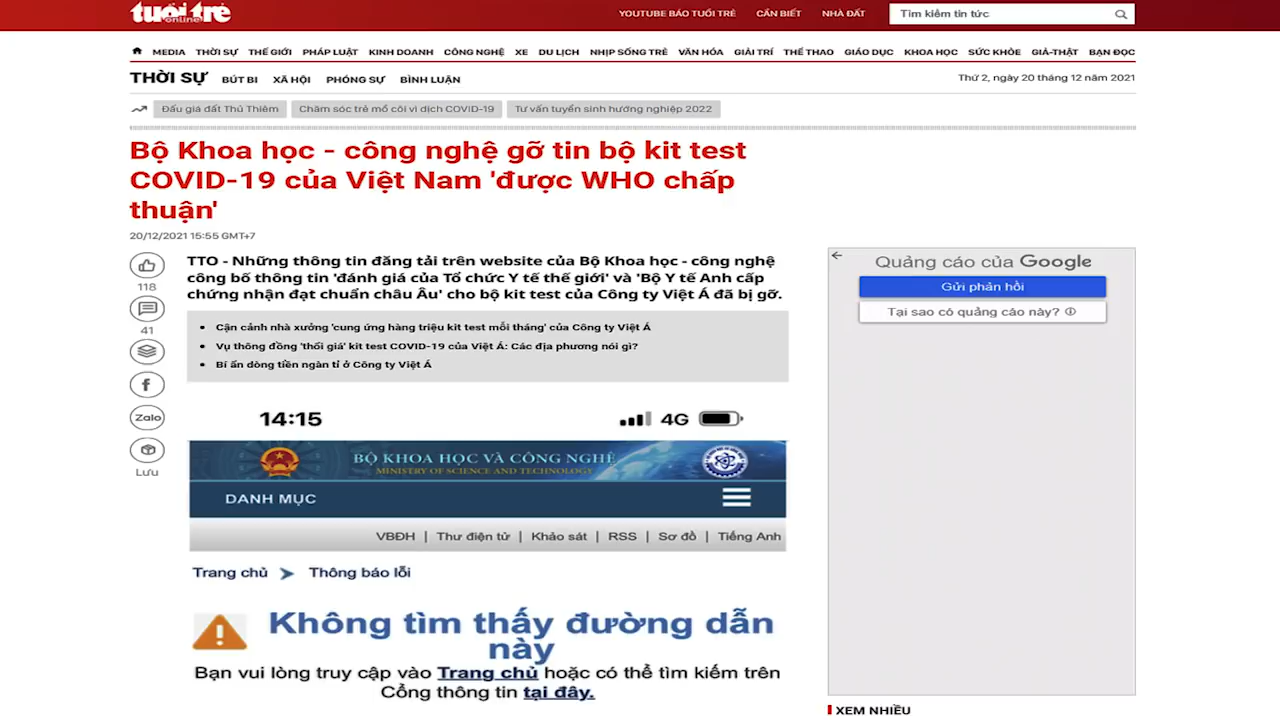 tuổi trẻ online
YOUTUBE BÁO TUỔI TRẺ CẦN BIẾT NHÀ ĐẤT Tìm kiếm tin tức
MEDIA THỜI SỰ THẾ GIỚI PHÁP LUẬT KINH DOANH CÔNG NGHỆ XE DU LỊCH NHỊP SỐNG TRẺ VĂN HÓA GIẢI TRÍ THỂ THAO GIÁO DỤC KHOA HỌC SỨC KHỎE GIẢ-THẬT BẠN ĐỌC
THỜI SỰ BÚT BI XÃ HỘI PHÓNG SỰ BÌNH LUẬN Thứ 2, ngày 20 tháng 12 năm 2021
Đấu giá đất Thủ Thiêm Chăm sóc trẻ mồ côi vì dịch COVID-19 Tư vấn tuyển sinh hướng nghiệp 2022
Bộ Khoa học - công nghệ gỡ tin bộ kit test
COVID-19 của Việt Nam 'được WHO chấp
thuận'
20/12/2021 15:55 GMT+7
TTO - Những thông tin đăng tải trên website của Bộ Khoa học - công nghệ
công bố thông tin 'đánh giá của Tổ chức Y tế thế giới' và 'Bộ Y tế Anh cấp
chứng nhận đạt chuẩn châu Âu' cho bộ kit test của Công ty Việt Á đã bị gỡ.
118
41
f
Zalo
Lưu
Cận cảnh nhà xưởng 'cung ứng hàng triệu kit test mỗi tháng' của Công ty Việt Á
Vụ thông đồng 'thổi giá' kit test COVID-19 của Việt Á: Các địa phương nói gì?
Bí ẩn dòng tiền ngàn tỉ ở Công ty Việt Á
14:15 4G
BỘ KHOA HỌC VÀ CÔNG NGHỆ
MINISTRY OF SCIENCE AND TECHNOLOGY
DANH MỤC
VBĐH | Thư điện tử | Khảo sát | RSS | Sơ đồ | Tiếng Anh
Trang chủ Thông báo lỗi
Không tìm thấy đường dẫn
này
Bạn vui lòng truy cập vào Trang chủ hoặc có thể tìm kiếm trên
Cổng thông tin tại đây.
Quảng cáo của Google
Gửi phản hồi
Tại sao có quảng cáo này?
XEM NHIỀU